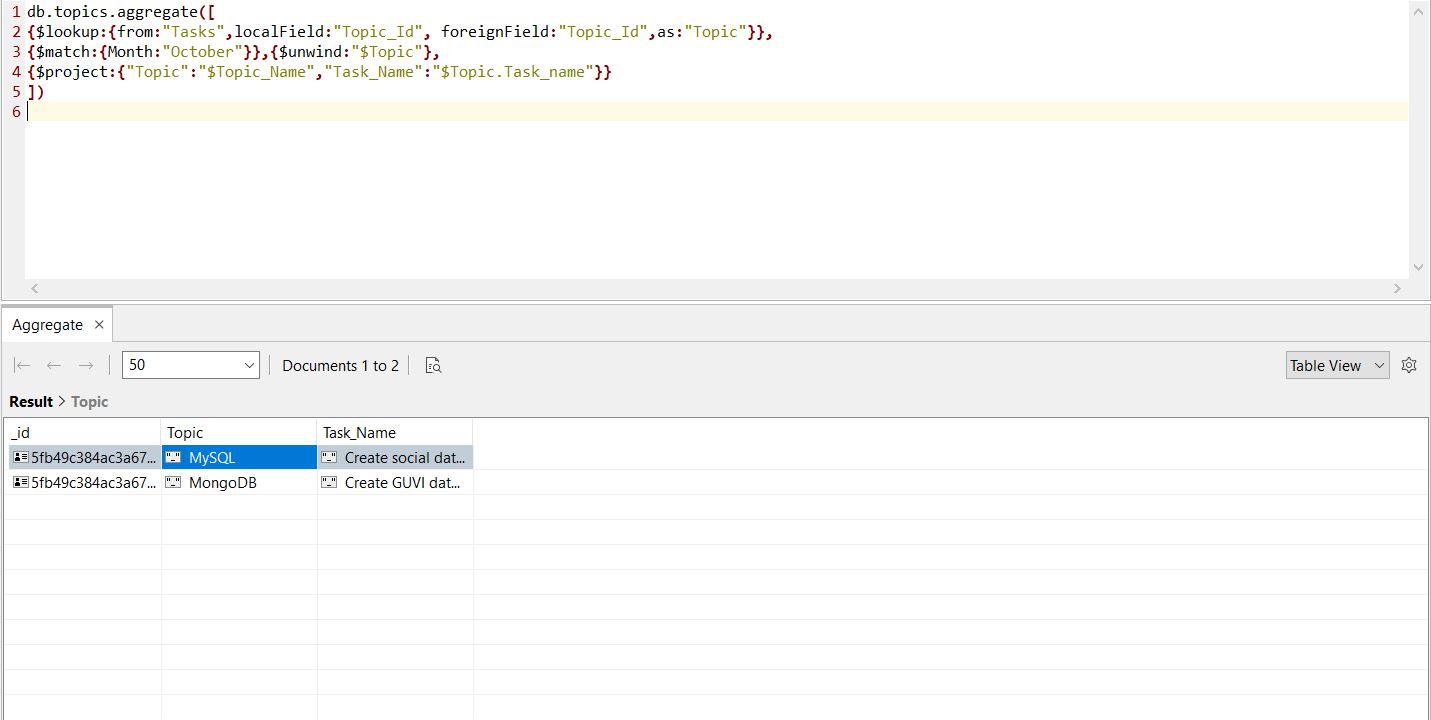 1 db.topics.aggregate([
2 {$lookup:{from:"Tasks",localField:"Topic_Id", foreignField:"Topic_Id",as:"Topic"}},
3 {$match:{Month:"October"}},{$unwind:"$Topic"},
4 {$project:{"Topic":"$Topic_Name","Task_Name":"$Topic.Task_name"}}
5 ])
6
Aggregate ×
50 Documents 1 to 2 Table View
Result > Topic
_id Topic Task_Name
5fb49c384ac3a67... MySQL Create social dat...
5fb49c384ac3a67... MongoDB Create GUVI dat...